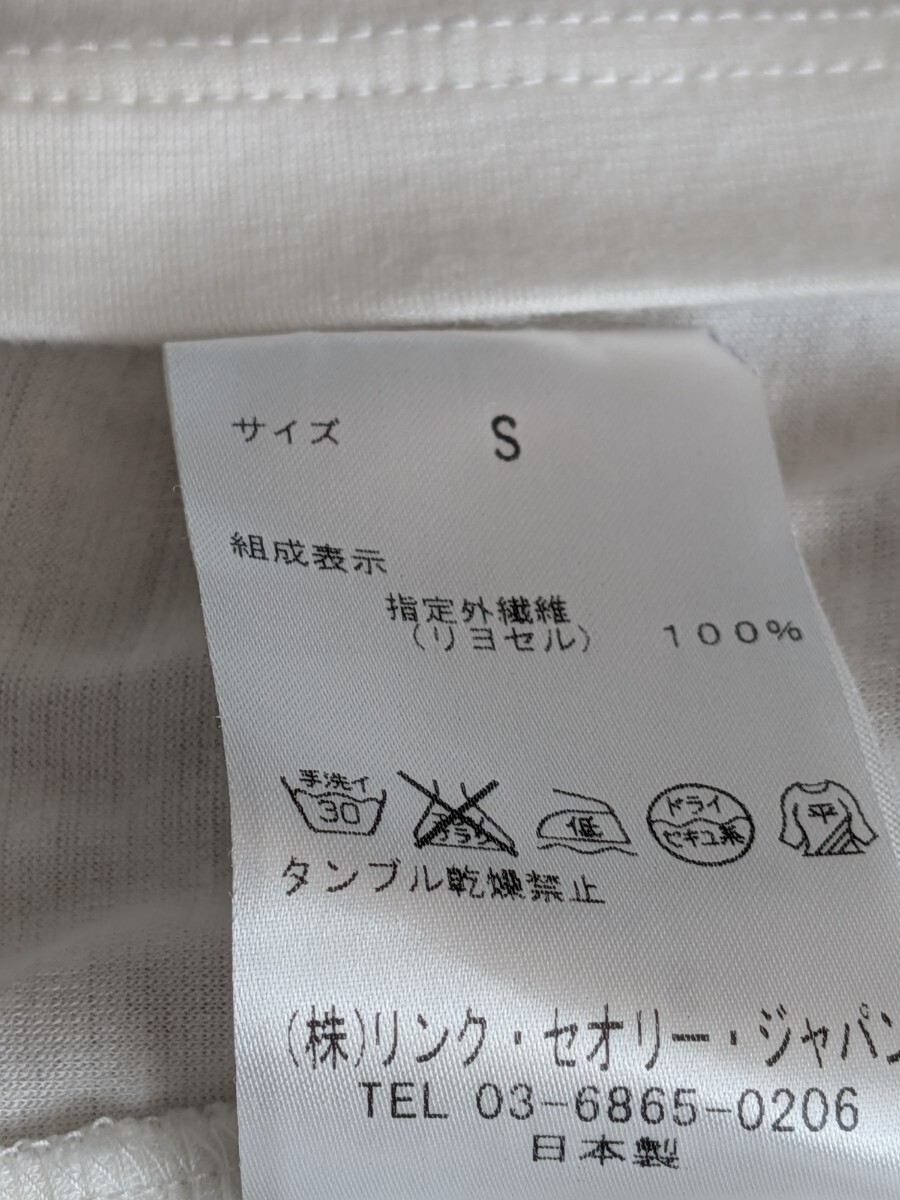 サイズ S
組成表示
指定外繊維
(リヨセル) 100%
手洗イ
30
低
ドライ
セキユ系
平
タンブル乾燥禁止
(株)リンク・セオリー・ジャパン
TEL 03-6865-0206
日本製